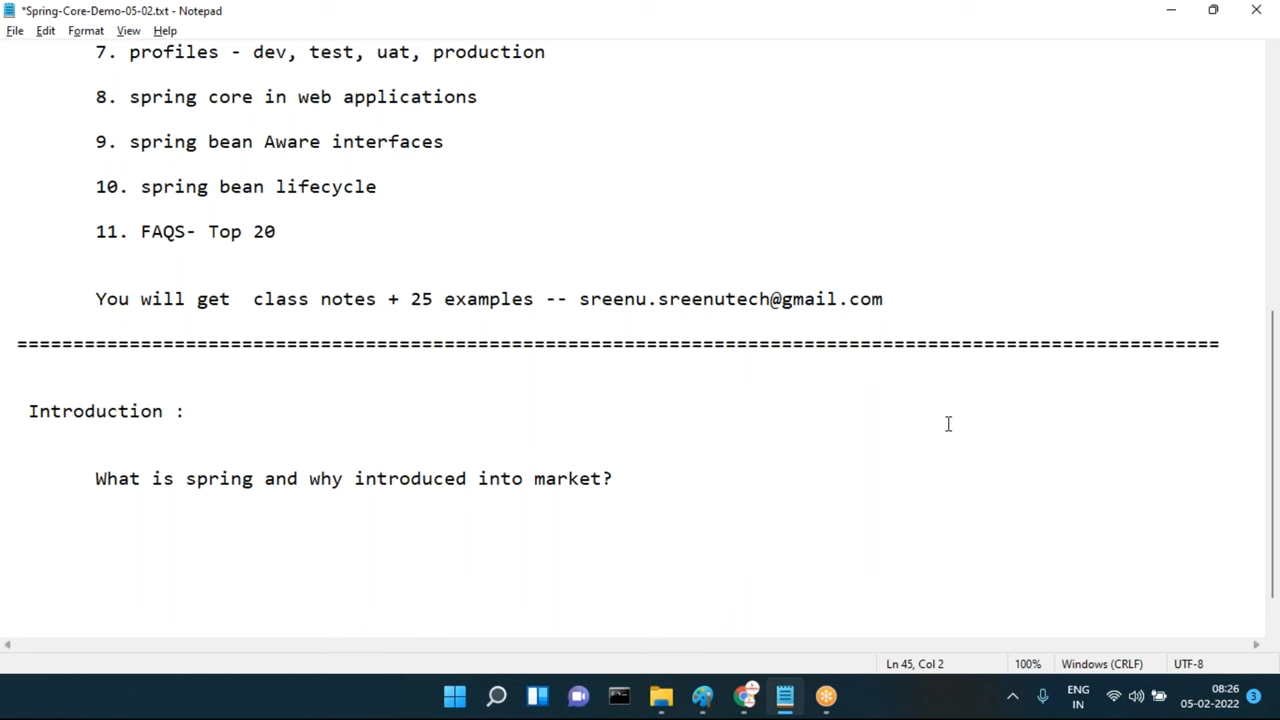 *Spring-Core-Demo-05-02.txt - Notepad
File Edit Format View Help
7. profiles - dev, test, uat, production
8. spring core in web applications
9. spring bean Aware interfaces
10. spring bean lifecycle
11. FAQS- Top 20
You will get  class notes + 25 examples -- sreenu.sreenutech@gmail.com
===========================================================================================================
Introduction :
What is spring and why introduced into market?
Ln 45, Col 2 100% Windows (CRLF) UTF-8
ENG 08:26
IN 05-02-2022 3